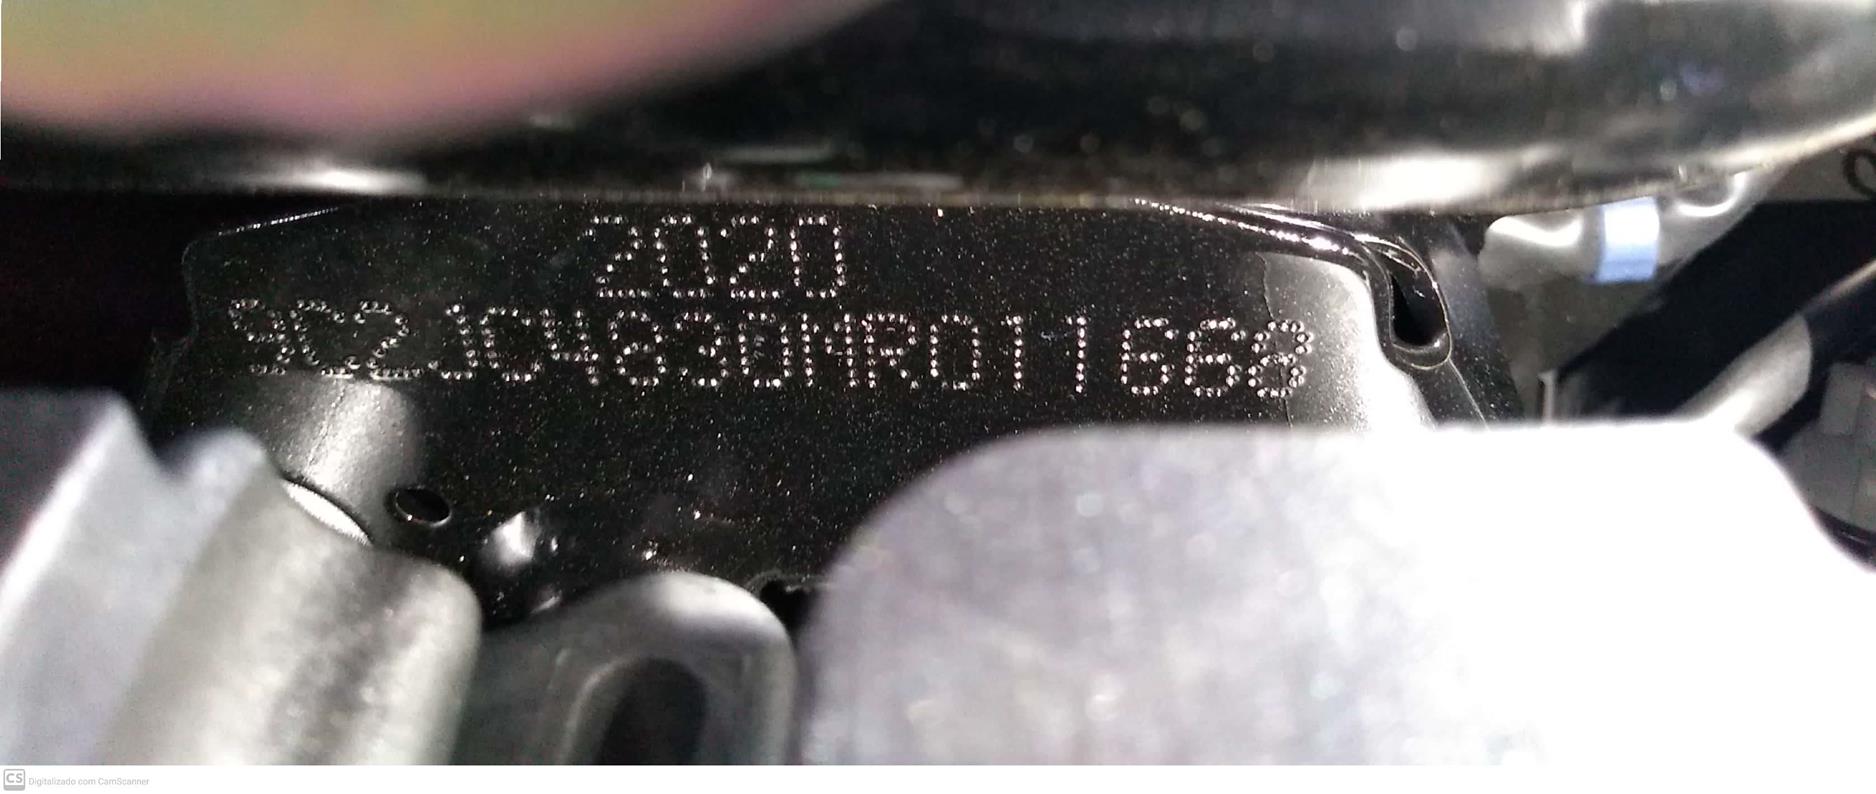 2020
9C2JC4830MR011668
CS Digitalizado com CamScanner